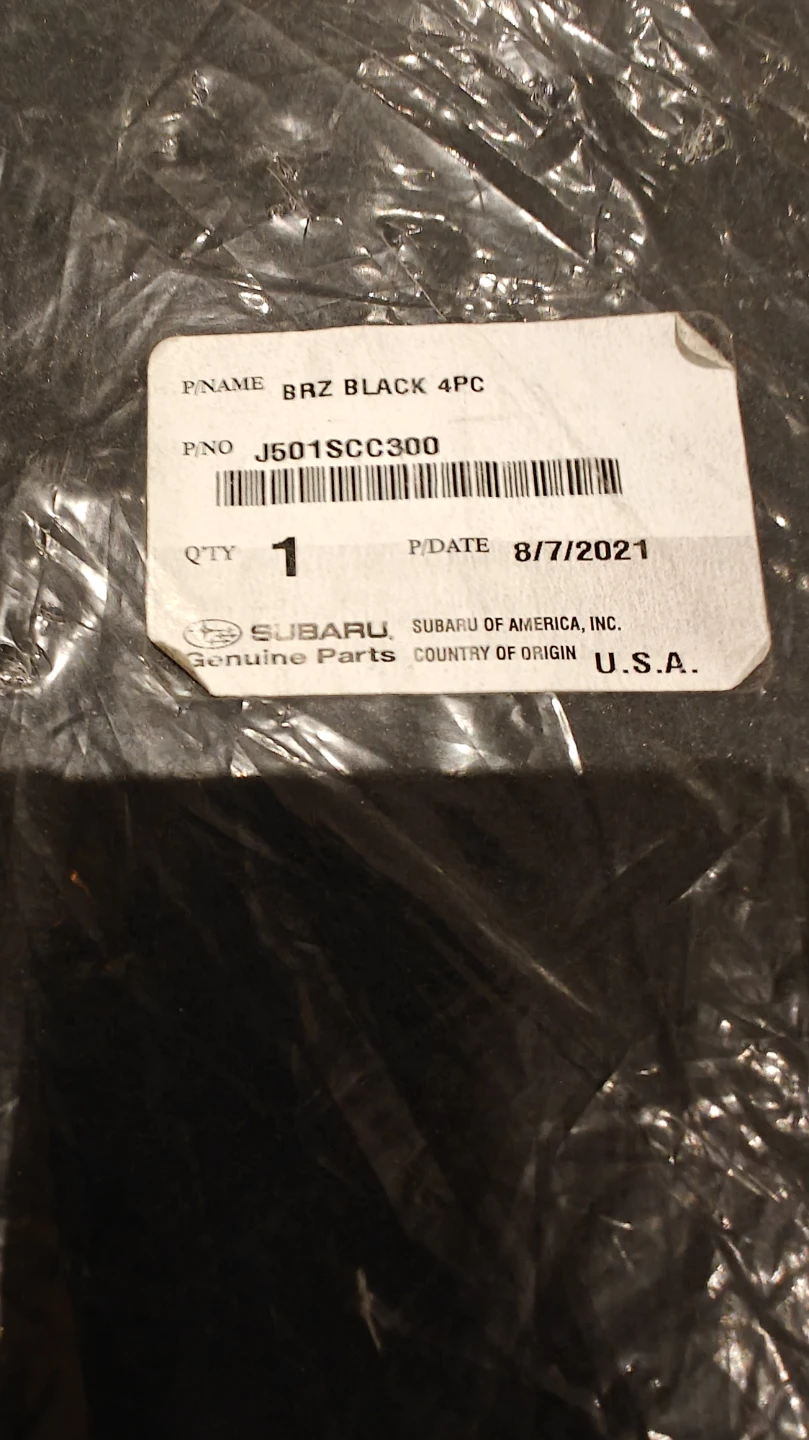 P/NAME BRZ BLACK 4PC
P/NO J501SCC300
Q'TY 1 P/DATE 8/7/2021
SUBARU. SUBARU OF AMERICA, INC.
Genuine Parts COUNTRY OF ORIGIN U.S.A.